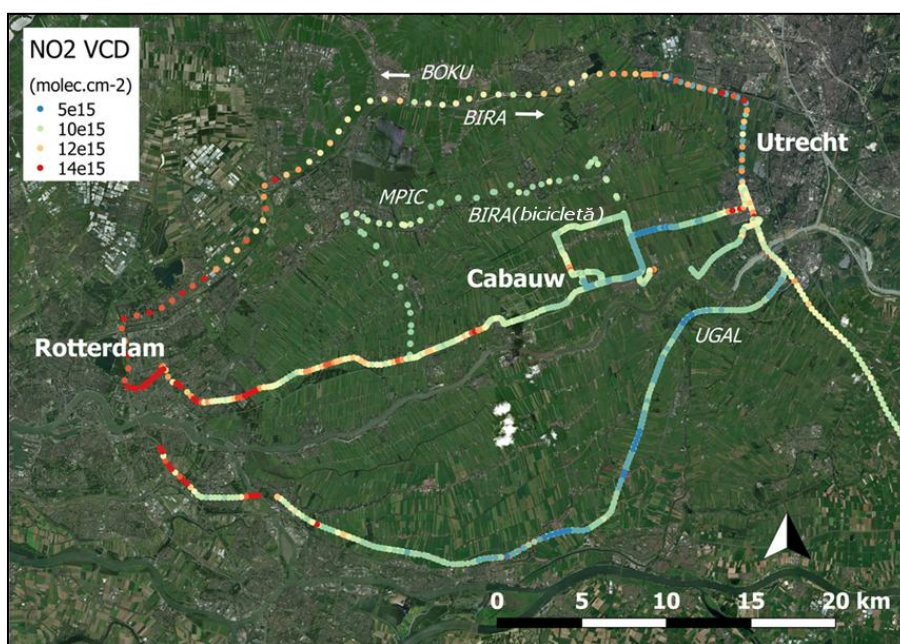 NO2 VCD
(molec.cm-2)
5e15
10e15
12e15
14e15
BOKU
BIRA
Utrecht
MPIC
BIRA(bicicletă)
Cabauw
UGAL
Rotterdam
0 5 10 15 20 km